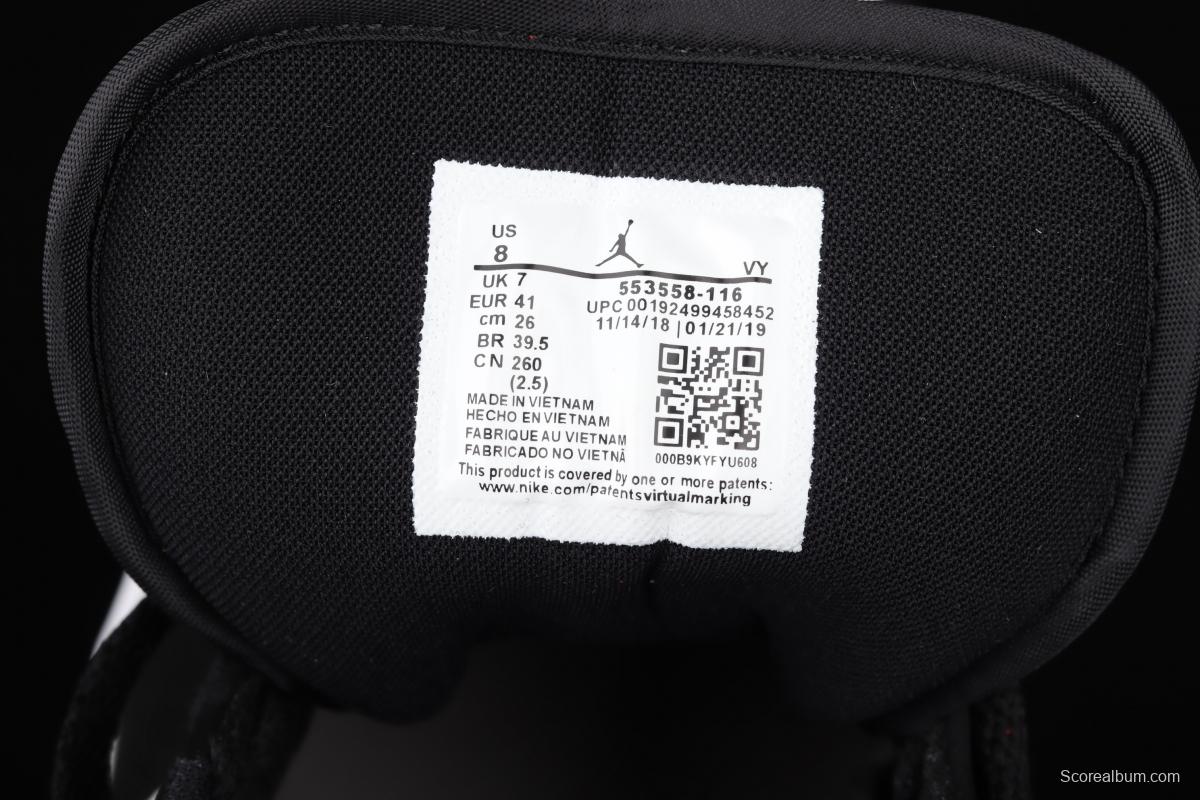 US
8
VY
UK 7
EUR 41
cm 26
BR 39.5
CN 260
(2.5)
553558-116
UPC 00192499458452
11/14/18 | 01/21/19
MADE IN VIETNAM
HECHO EN VIETNAM
FABRIQUE AU VIETNAM
FABRICADO NO VIETNÃ
000B9KYFYU608
This product is covered by one or more patents:
www.nike.com/patentsvirtualmarking
Scorealbum.com